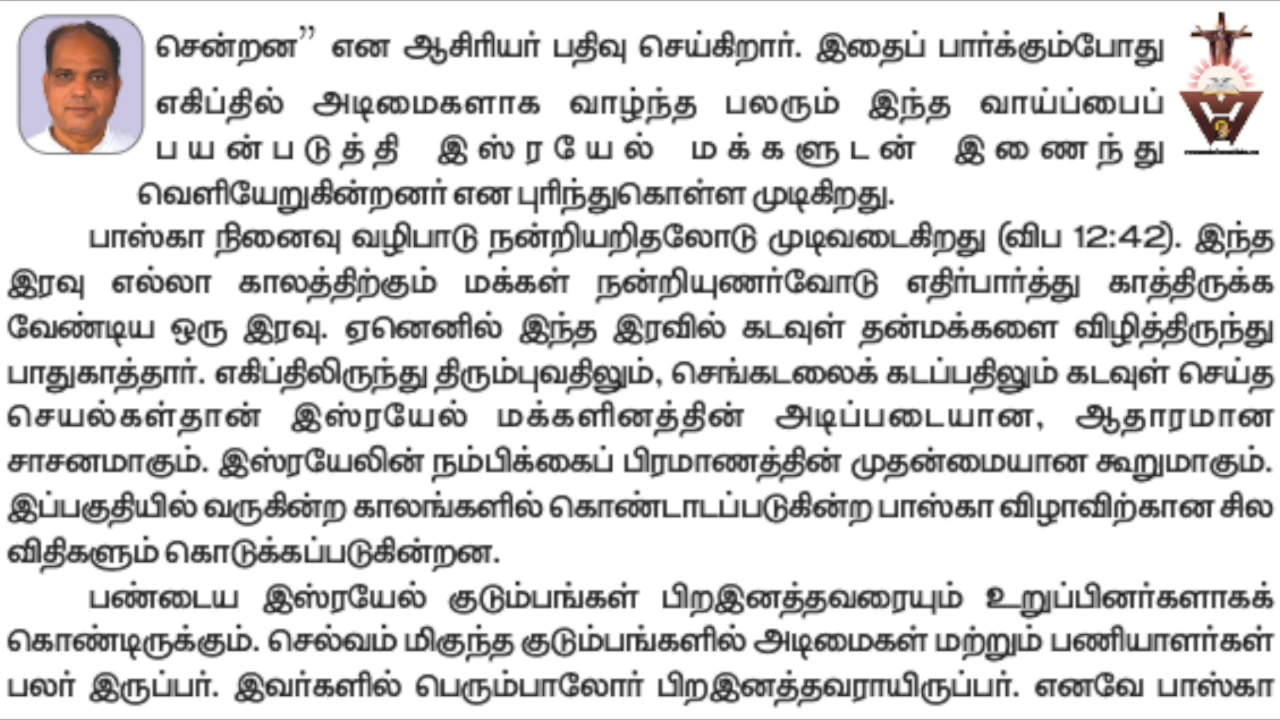 சென்றன” என ஆசிரியர் பதிவு செய்கிறார். இதைப் பார்க்கும்போது
எகிப்தில் அடிமைகளாக வாழ்ந்த பலரும் இந்த வாய்ப்பைப்
பயன்படுத்தி இஸ்ரயேல் மக்களுடன் இணைந்து
வெளியேறுகின்றனர் என புரிந்துகொள்ள முடிகிறது.
பாஸ்கா நினைவு வழிபாடு நன்றியறிதலோடு முடிவடைகிறது (விப 12:42). இந்த
இரவு எல்லா காலத்திற்கும் மக்கள் நன்றியுணர்வோடு எதிர்பார்த்து காத்திருக்க
வேண்டிய ஒரு இரவு. ஏனெனில் இந்த இரவில் கடவுள் தன்மக்களை விழித்திருந்து
பாதுகாத்தார். எகிப்திலிருந்து திரும்புவதிலும், செங்கடலைக் கடப்பதிலும் கடவுள் செய்த
செயல்கள்தான் இஸ்ரயேல் மக்களினத்தின் அடிப்படையான, ஆதாரமான
சாசனமாகும். இஸ்ரயேலின் நம்பிக்கைப் பிரமாணத்தின் முதன்மையான கூறுமாகும்.
இப்பகுதியில் வருகின்ற காலங்களில் கொண்டாடப்படுகின்ற பாஸ்கா விழாவிற்கான சில
விதிகளும் கொடுக்கப்படுகின்றன.
பண்டைய இஸ்ரயேல் குடும்பங்கள் பிறஇனத்தவரையும் உறுப்பினர்களாகக்
கொண்டிருக்கும். செல்வம் மிகுந்த குடும்பங்களில் அடிமைகள் மற்றும் பணியாளர்கள்
பலர் இருப்பர். இவர்களில் பெரும்பாலோர் பிறஇனத்தவராயிருப்பர். எனவே பாஸ்கா